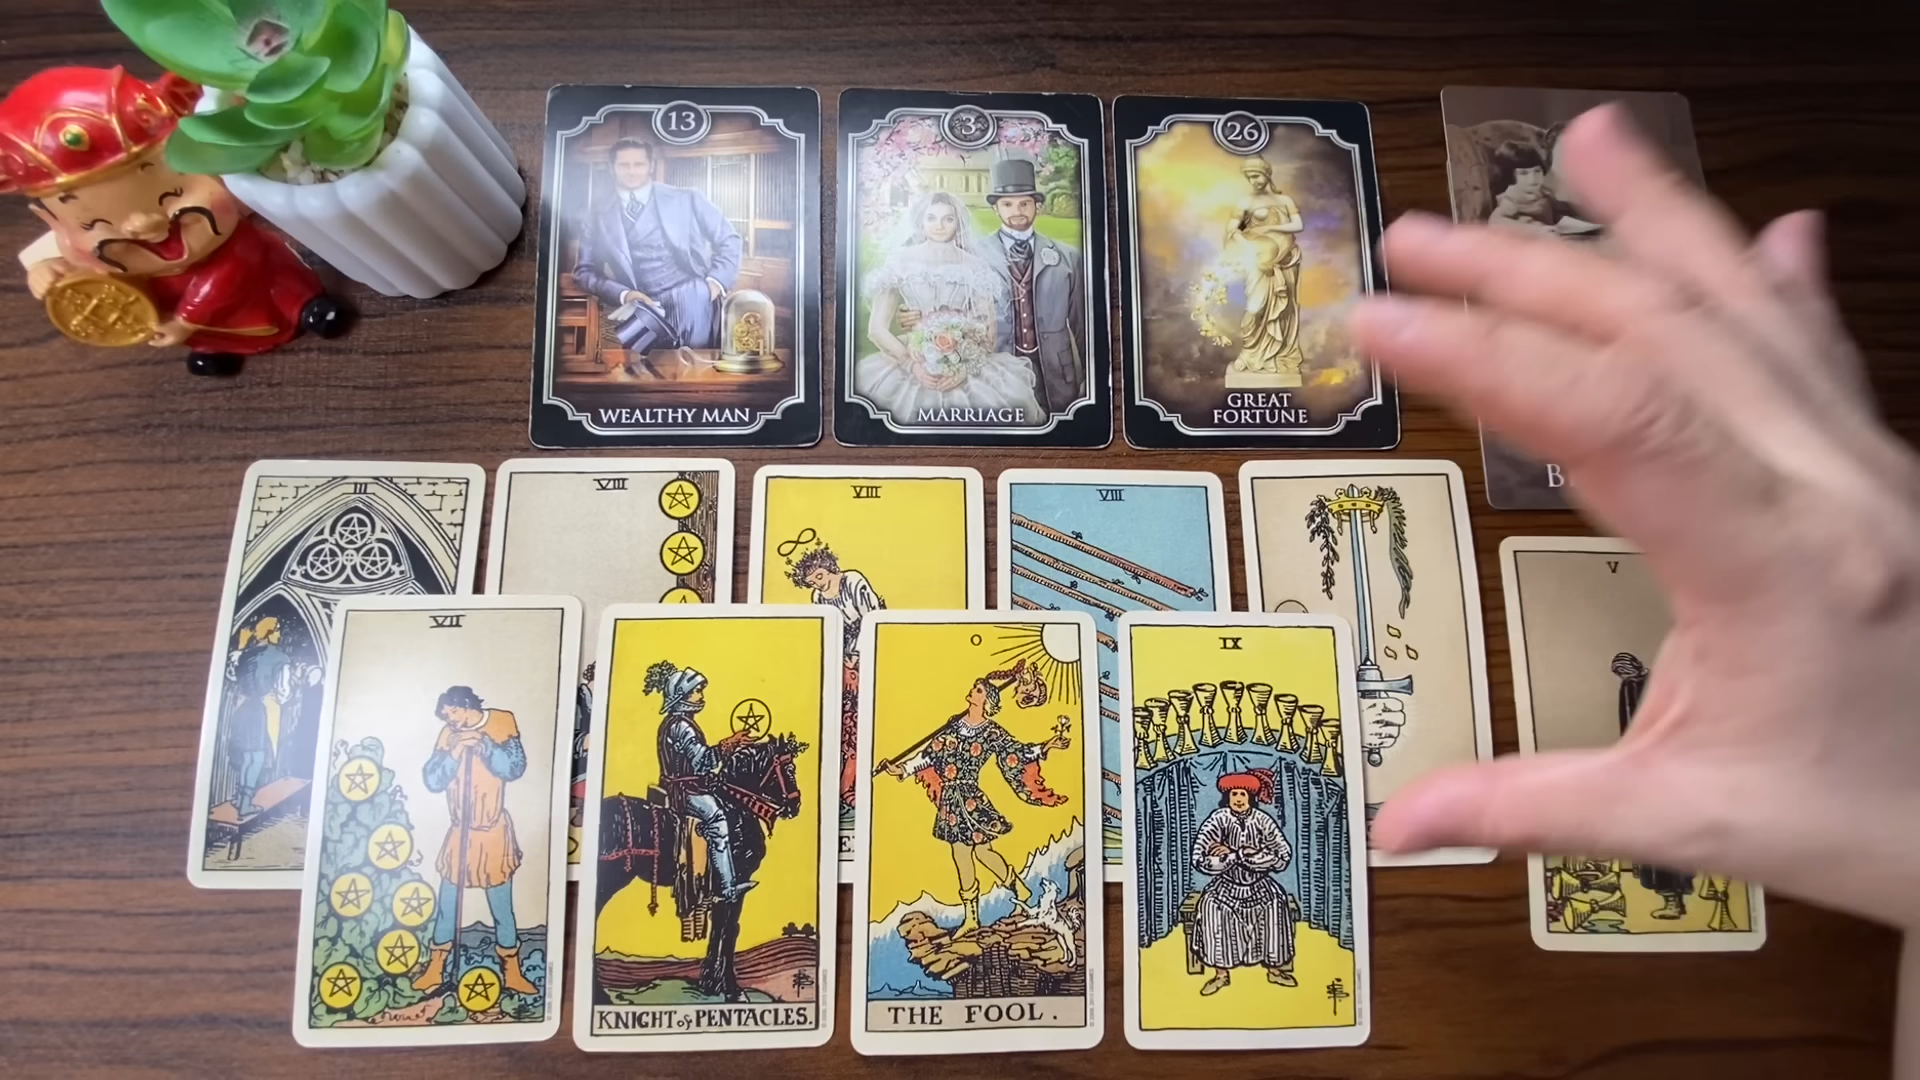 13
WEALTHY MAN
3
MARRIAGE
26
GREAT
FORTUNE
III
VIII
VIII
VIII
V
VII
KNIGHT of PENTACLES.
0
THE FOOL.
IX